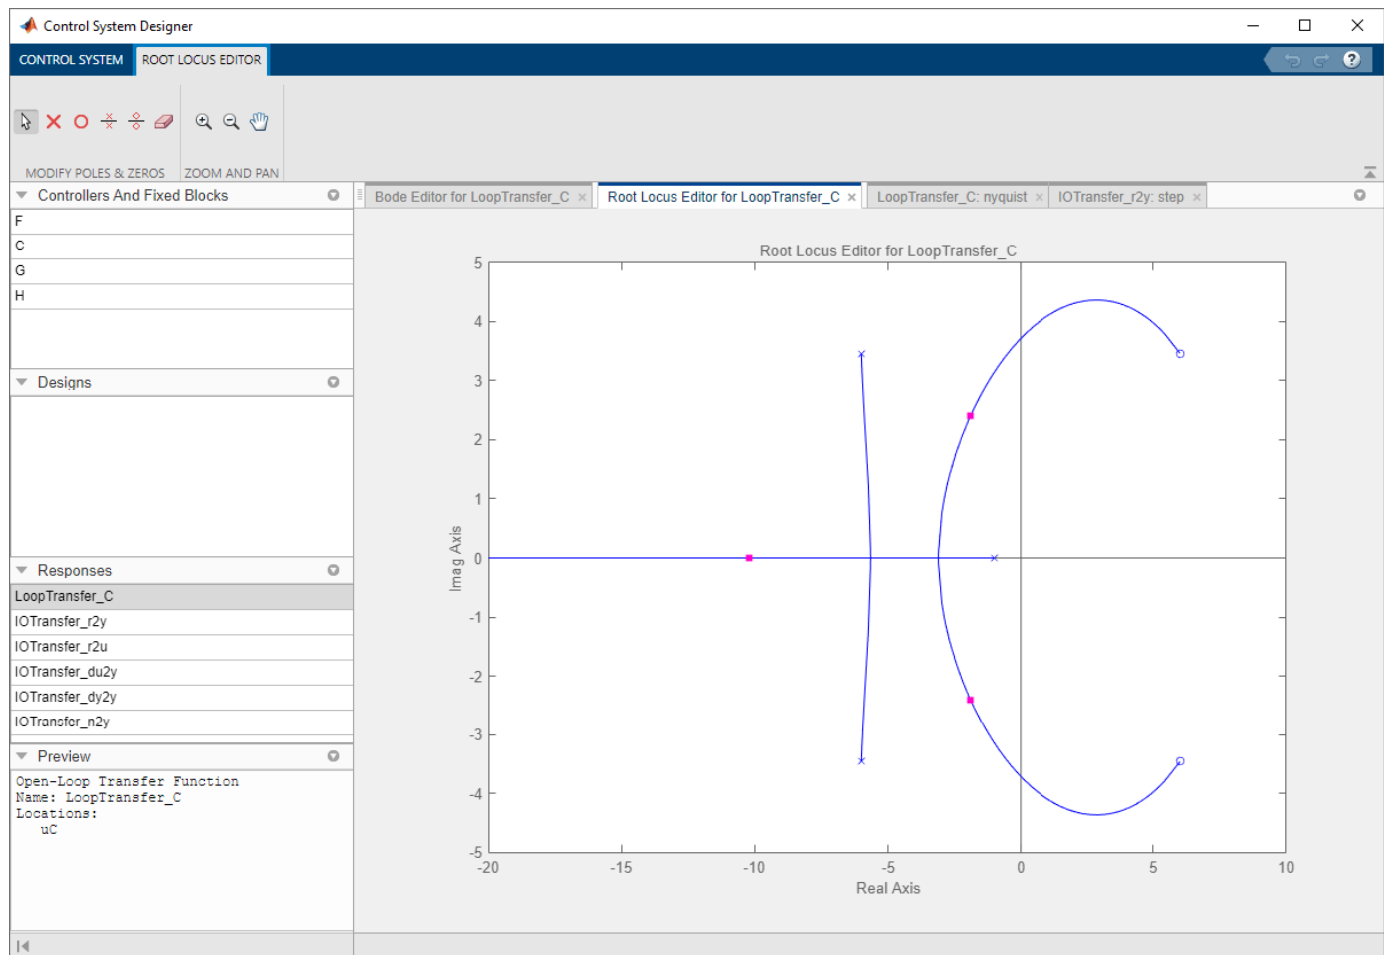 Control System Designer
CONTROL SYSTEM ROOT LOCUS EDITOR
MODIFY POLES & ZEROS ZOOM AND PAN
Controllers And Fixed Blocks
F
C
G
H
Designs
Responses
LoopTransfer_C
IOTransfer_r2y
IOTransfer_r2u
IOTransfer_du2y
IOTransfer_dy2y
IOTransfer_n2y
Preview
Open-Loop Transfer Function
Name: LoopTransfer_C
Locations:
uC
Bode Editor for LoopTransfer_C Root Locus Editor for LoopTransfer_C LoopTransfer_C: nyquist IOTransfer_r2y: step
Root Locus Editor for LoopTransfer_C
5
4
3
2
1
0
-1
-2
-3
-4
-5
Imag Axis
-20 -15 -10 -5 0 5 10
Real Axis